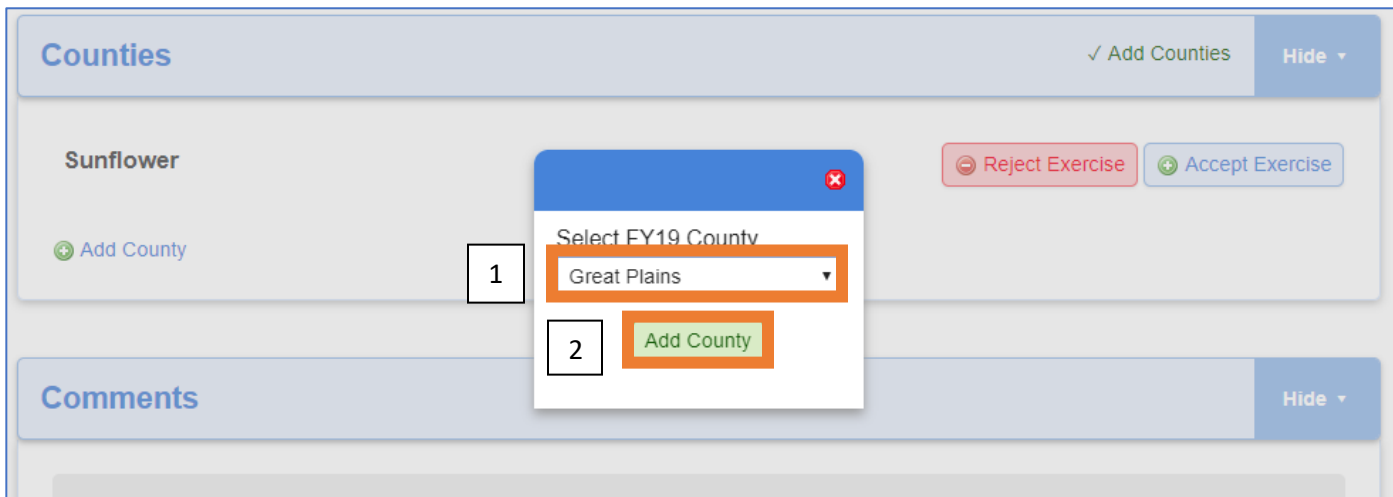 Counties
✓ Add Counties
Hide ▾
Sunflower
Reject Exercise
Accept Exercise
Add County
Select FY19 County
1
Great Plains
2
Add County
Comments
Hide ▾